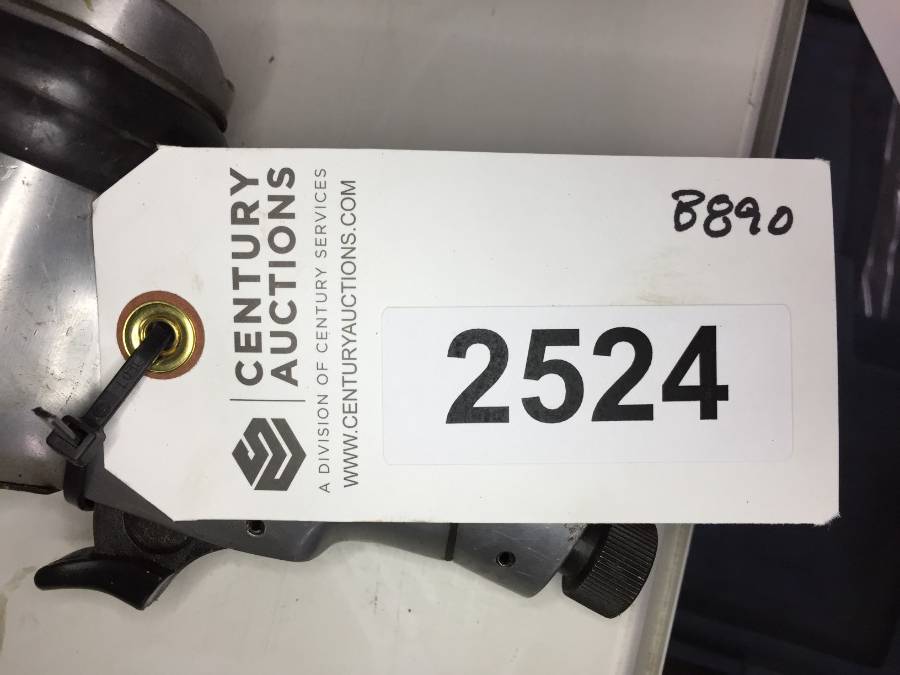 CENTURY
AUCTIONS
A DIVISION OF CENTURY SERVICES
WWW.CENTURYAUCTIONS.COM
B890
2524